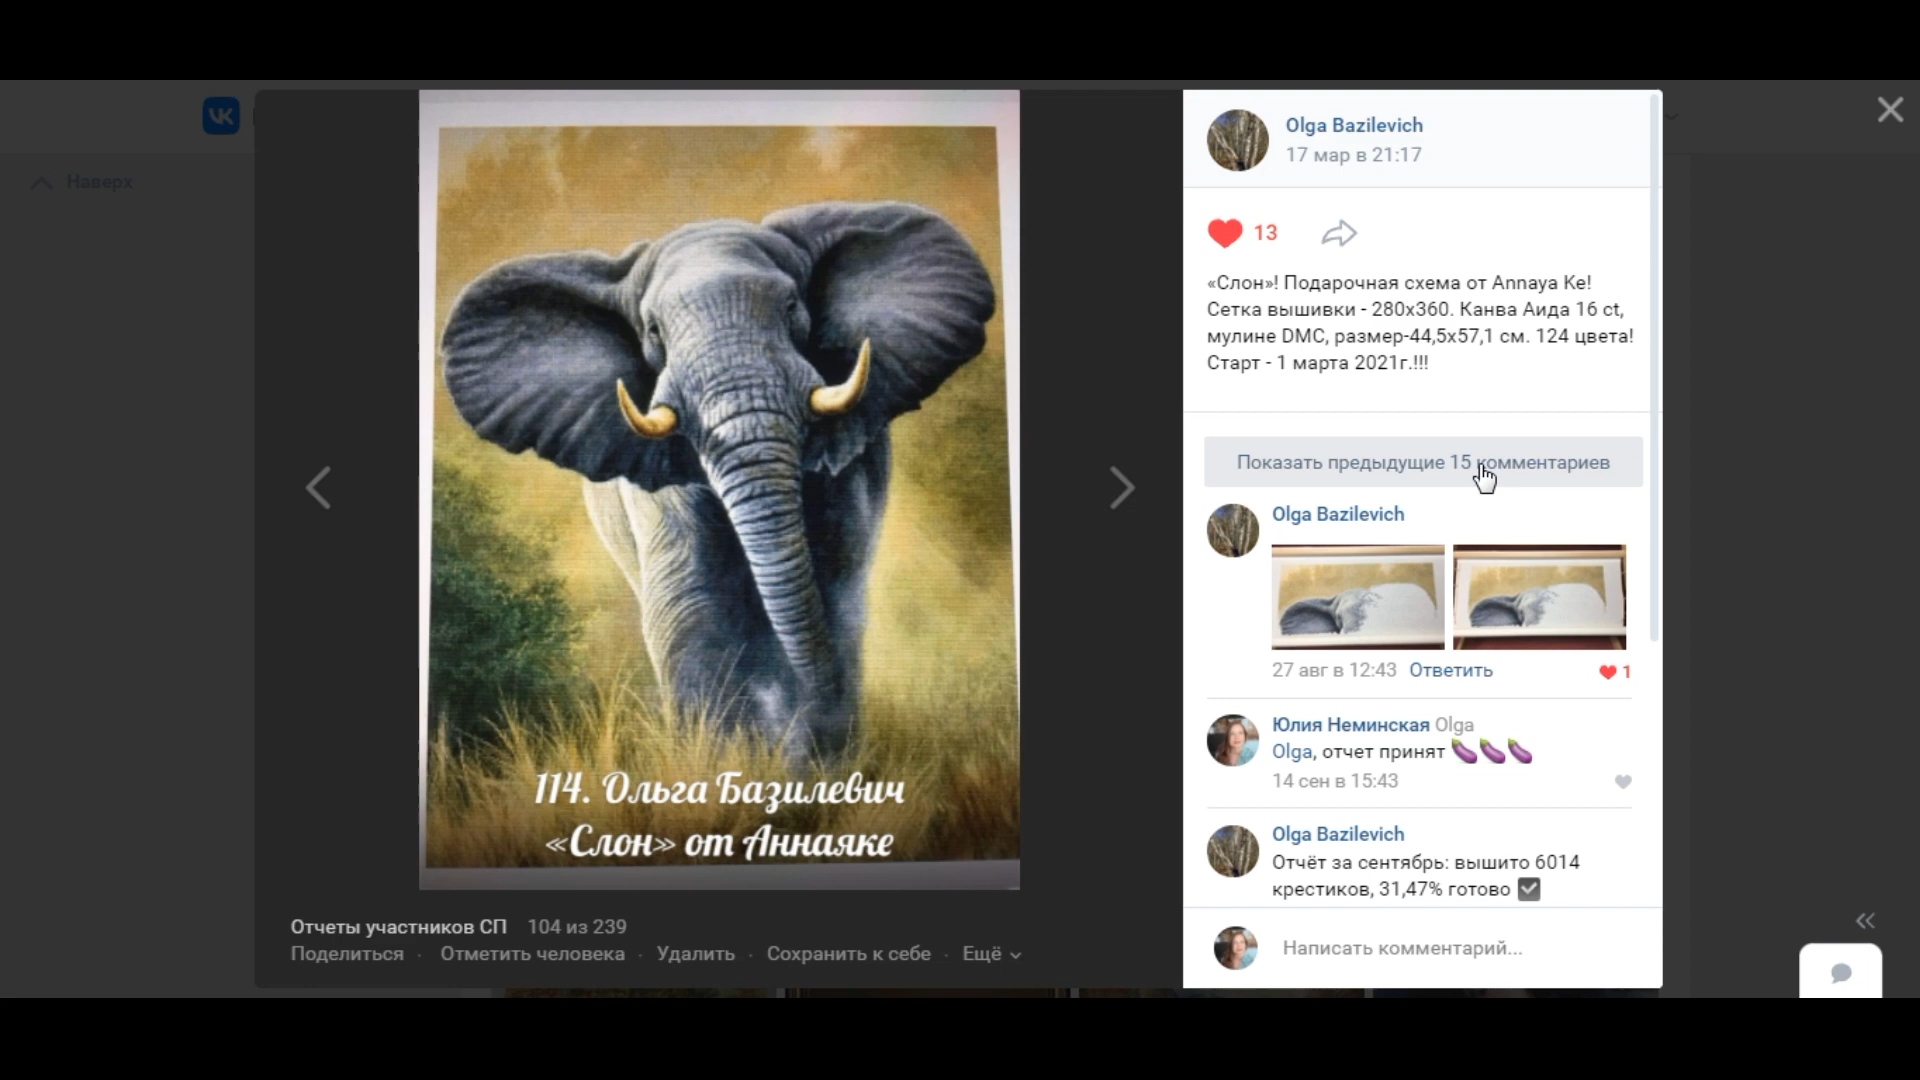 Наверх
114. Ольга Базилевич
«Слон» от Аннаяке
Отчеты участников СП 104 из 239
Поделиться · Отметить человека · Удалить · Сохранить к себе · Ещё
Olga Bazilevich
17 мар в 21:17
13
«Слон»! Подарочная схема от Annaya Ke!
Сетка вышивки - 280x360. Канва Аида 16 ct,
мулине DMC, размер-44,5x57,1 см. 124 цвета!
Старт - 1 марта 2021г.!!!
Показать предыдущие 15 комментариев
Olga Bazilevich
27 авг в 12:43 Ответить 1
Юлия Неминская Olga
Olga, отчет принят 🍆🍆🍆
14 сен в 15:43
Olga Bazilevich
Отчёт за сентябрь: вышито 6014
крестиков, 31,47% готово ☑
Написать комментарий...